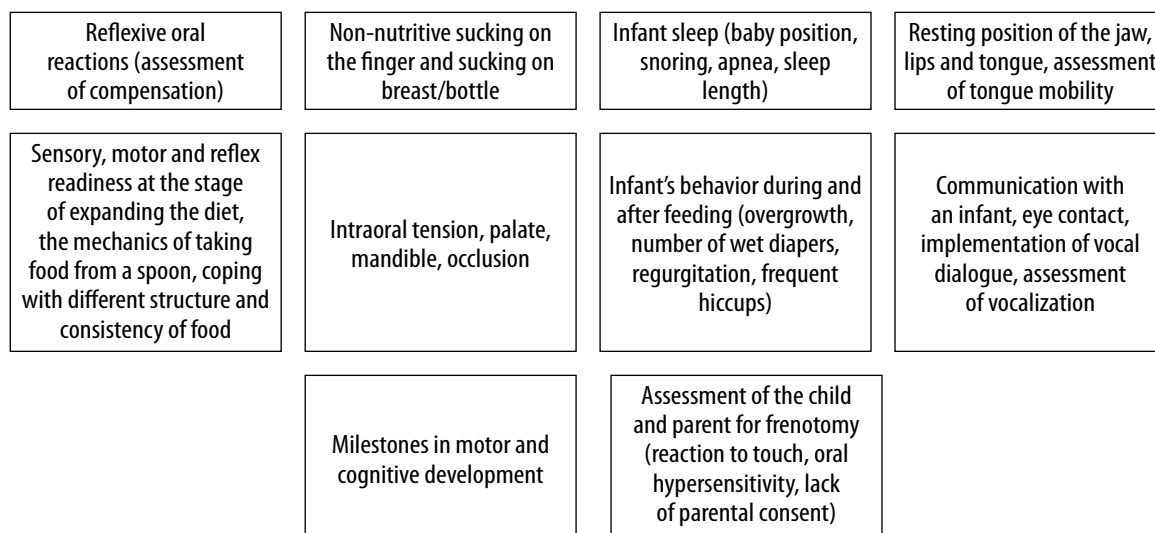 Reflexive oral
reactions (assessment
of compensation)
Non-nutritive sucking on
the finger and sucking on
breast/bottle
Infant sleep (baby position,
snoring, apnea, sleep
length)
Resting position of the jaw,
lips and tongue, assessment
of tongue mobility
Sensory, motor and reflex
readiness at the stage
of expanding the diet,
the mechanics of taking
food from a spoon, coping
with different structure and
consistency of food
Intraoral tension, palate,
mandible, occlusion
Infant’s behavior during and
after feeding (overgrowth,
number of wet diapers,
regurgitation, frequent
hiccups)
Communication with
an infant, eye contact,
implementation of vocal
dialogue, assessment
of vocalization
Milestones in motor and
cognitive development
Assessment of the child
and parent for frenotomy
(reaction to touch, oral
hypersensitivity, lack
of parental consent)